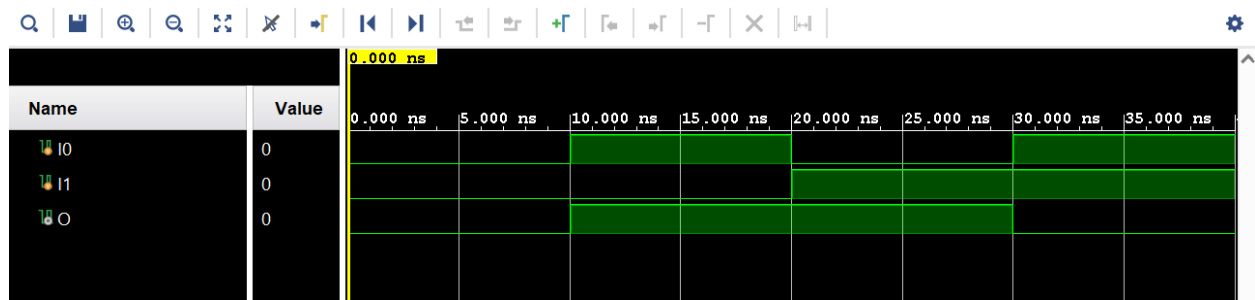 0.000 ns
Name Value
0.000 ns 5.000 ns 10.000 ns 15.000 ns 20.000 ns 25.000 ns 30.000 ns 35.000 ns
I0 0
I1 0
O 0